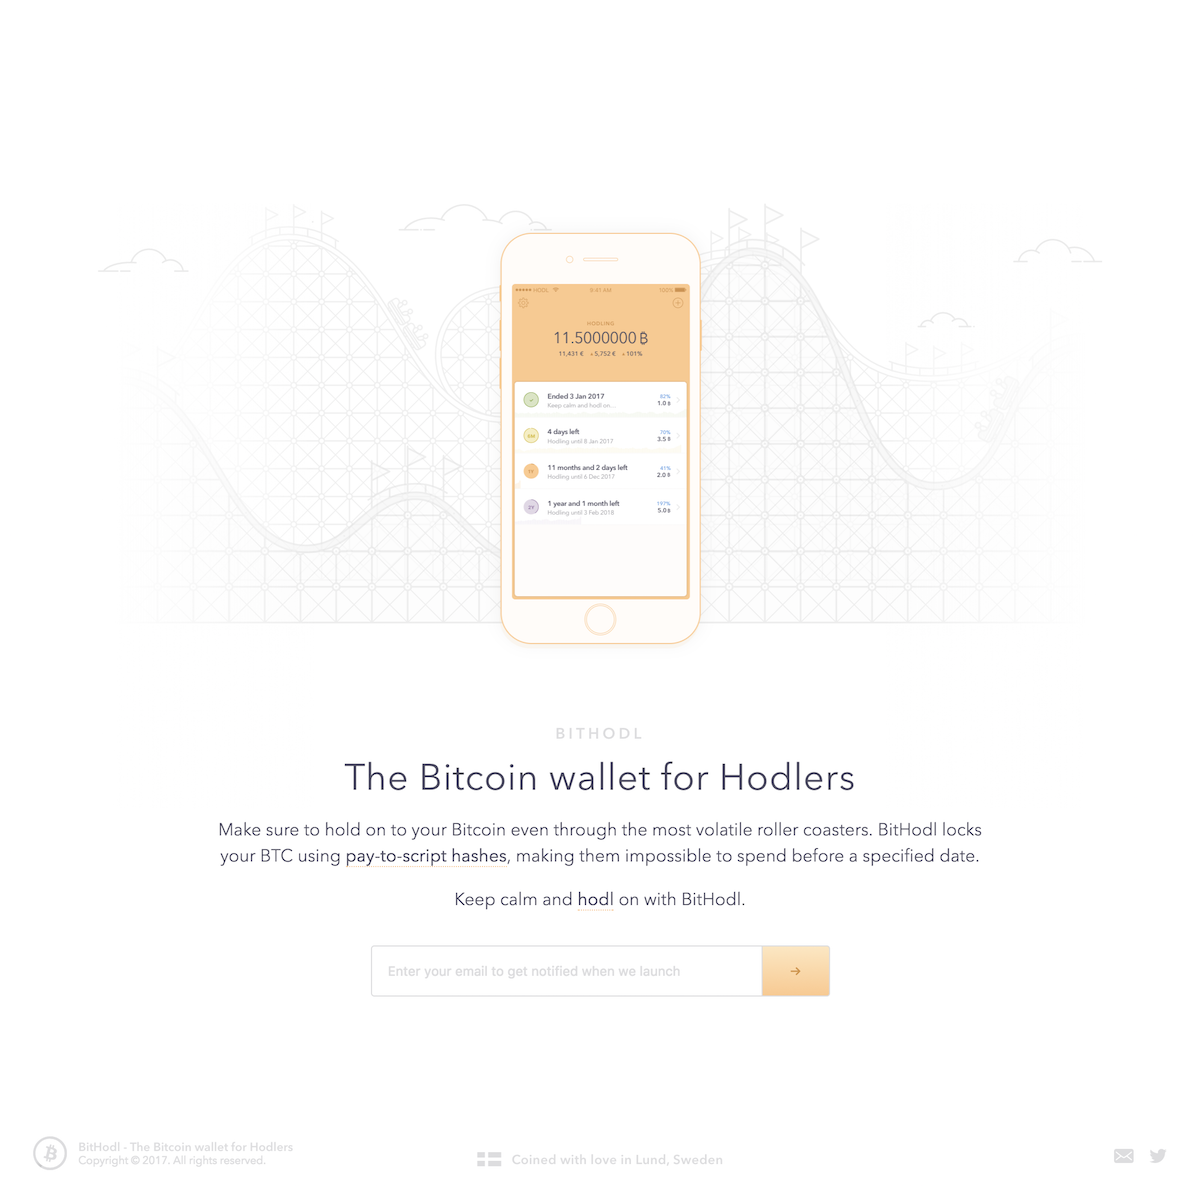 ●●●●● HODL 9:41 AM 100%
HODLING
11.5000000 ฿
11,431 € 5,752 € 101%
Ended 3 Jan 2017 82%
Keep calm and hodl on... 1.0 ฿
4 days left 70%
Hodling until 8 Jan 2017 3.5 ฿
11 months and 2 days left 41%
Hodling until 6 Dec 2017 2.0 ฿
1 year and 1 month left 197%
2Y Hodling until 3 Feb 2018 5.0 ฿
BITHODL
The Bitcoin wallet for Hodlers
Make sure to hold on to your Bitcoin even through the most volatile roller coasters. BitHodl locks
your BTC using pay-to-script hashes, making them impossible to spend before a specified date.
Keep calm and hodl on with BitHodl.
Enter your email to get notified when we launch →
BitHodl - The Bitcoin wallet for Hodlers
Copyright © 2017. All rights reserved.
Coined with love in Lund, Sweden